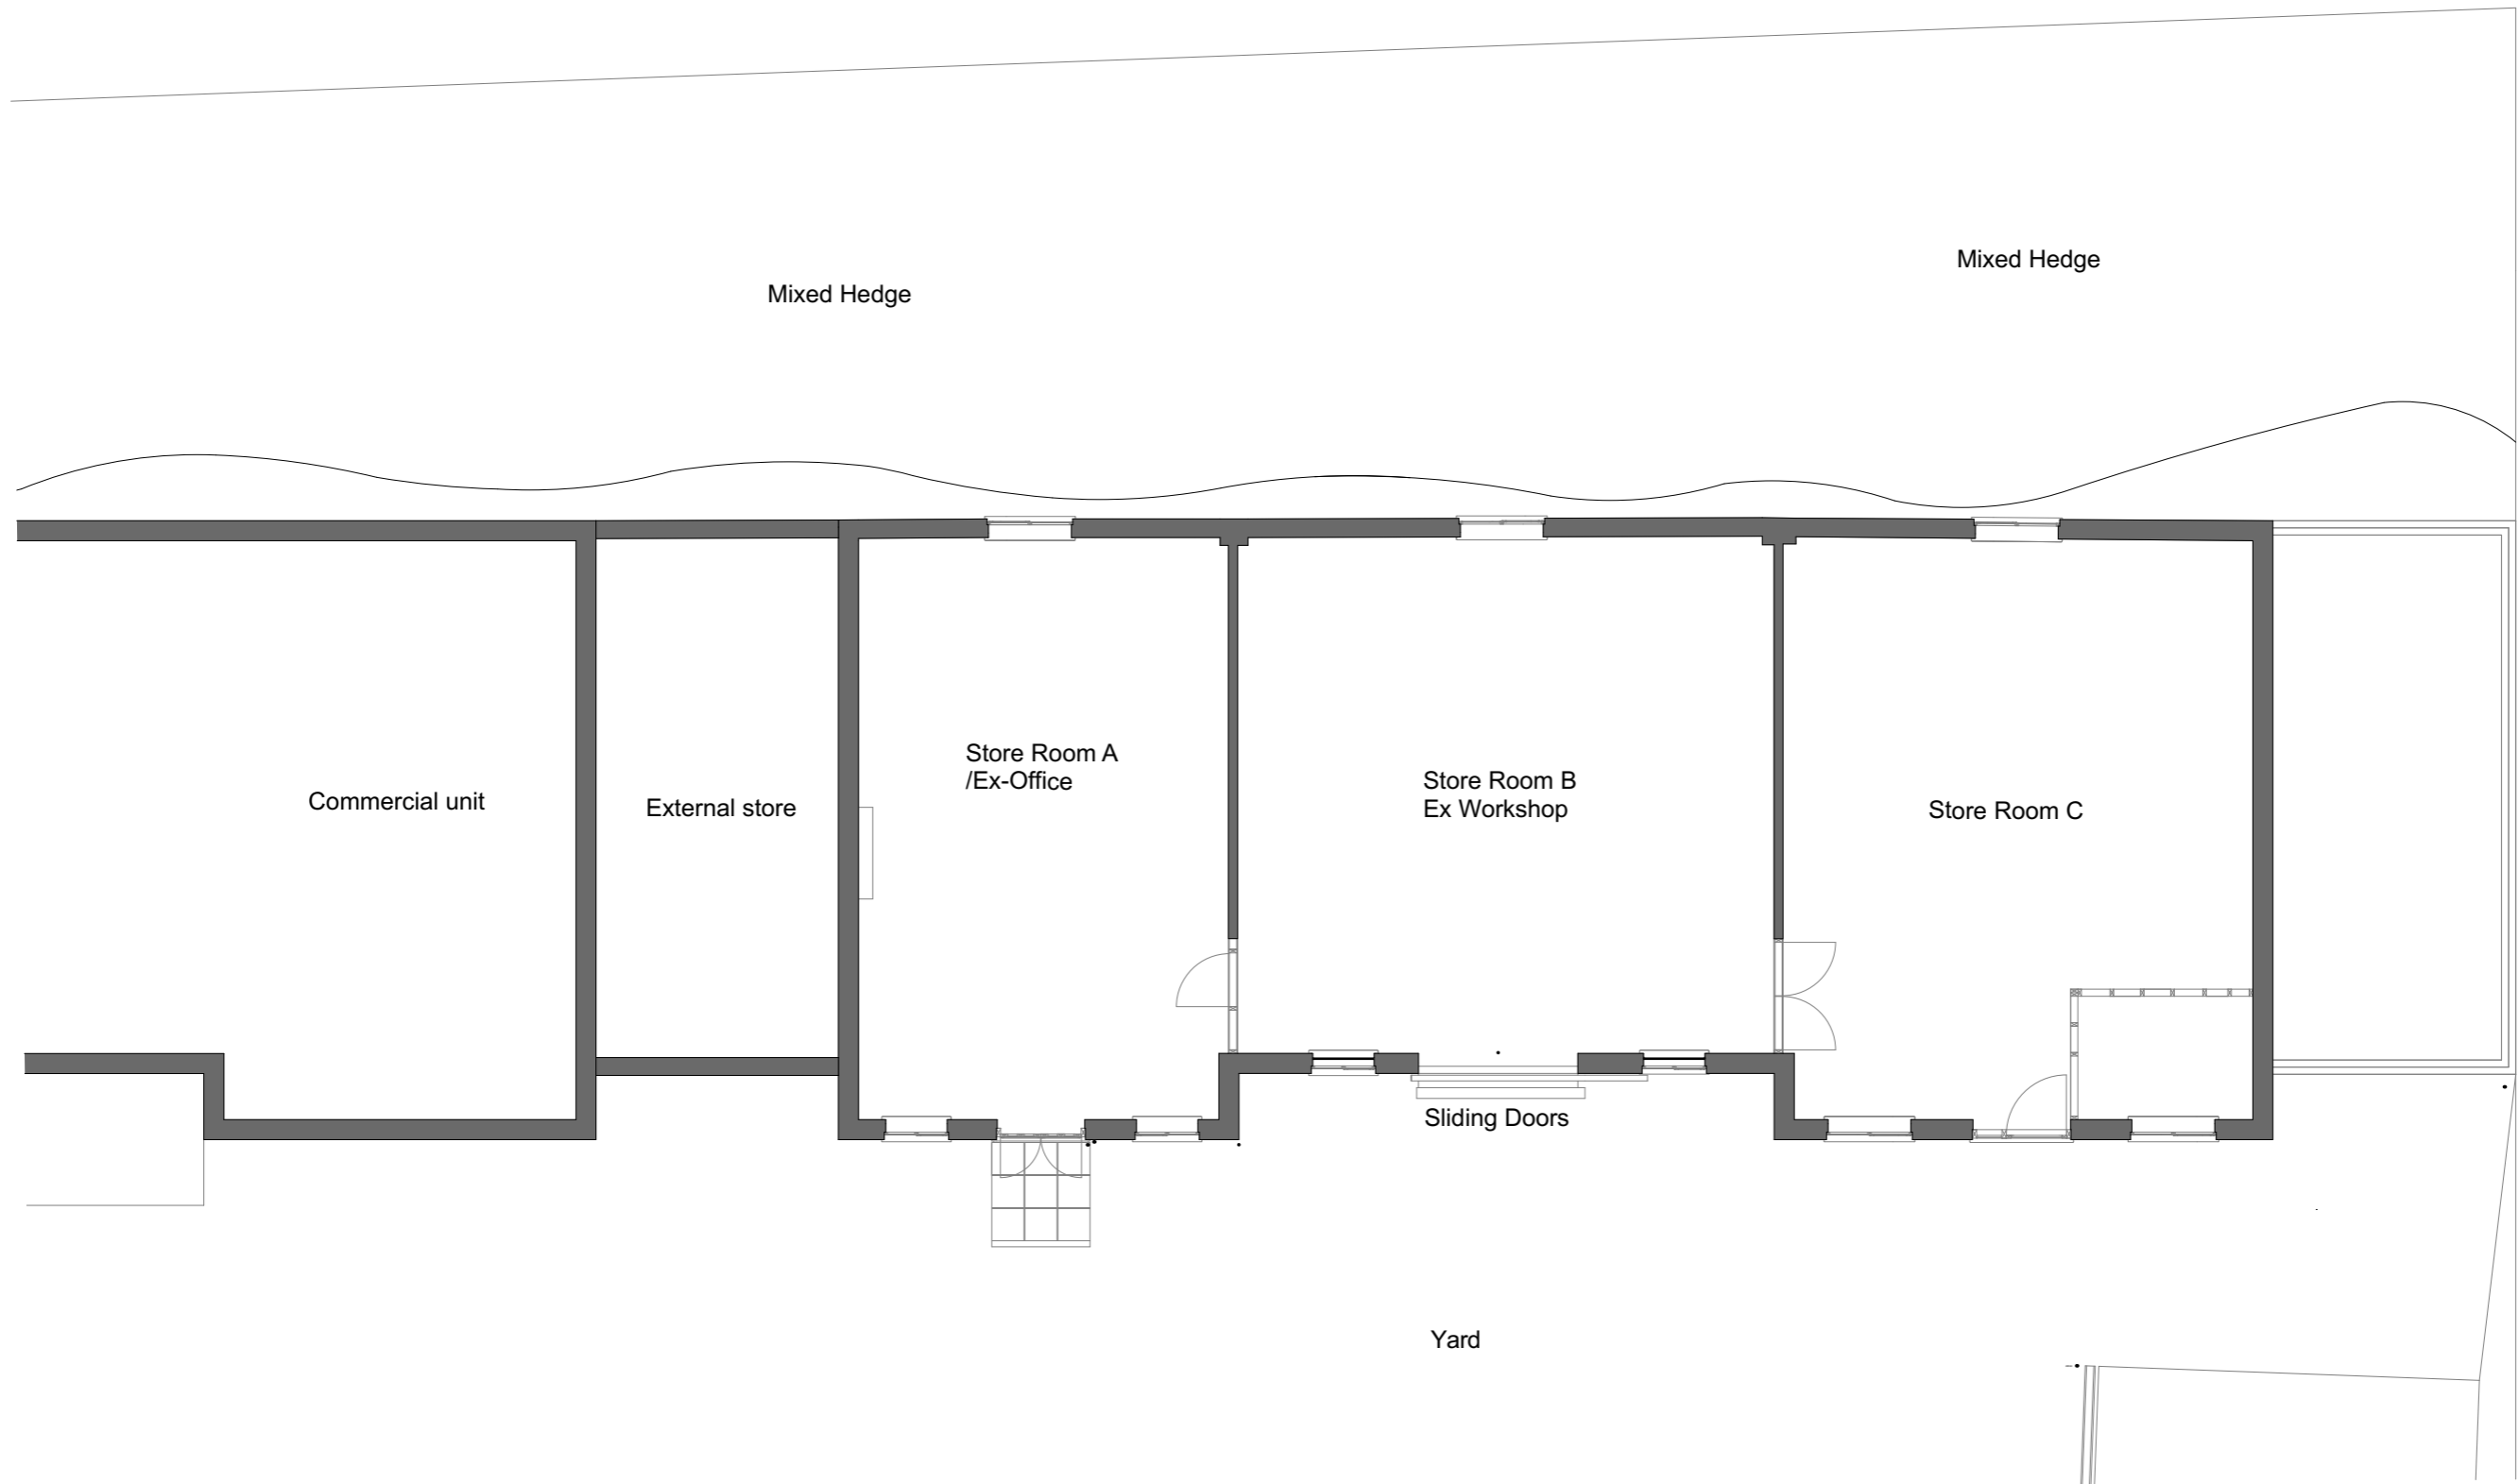 Mixed Hedge
Mixed Hedge
Store Room A
/Ex-Office
Store Room B
Ex Workshop
Commercial unit
External store
Store Room C
Sliding Doors
Yard